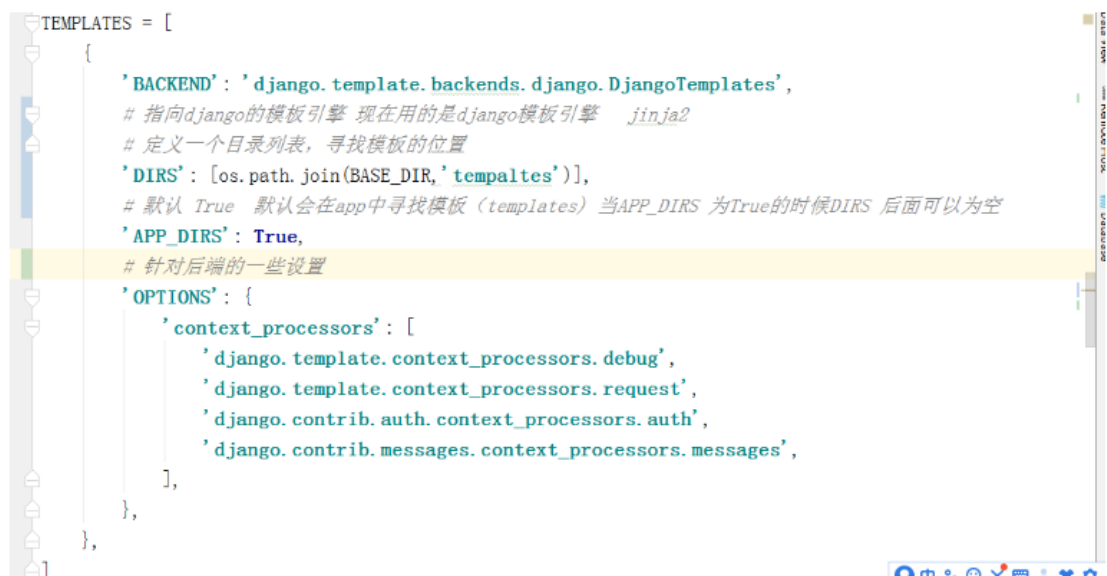 TEMPLATES = [
{
'BACKEND': 'django.template.backends.django.DjangoTemplates',
# 指向django的模板引擎 现在用的是django模板引擎 jinja2
# 定义一个目录列表，寻找模板的位置
'DIRS': [os.path.join(BASE_DIR,'tempaltes')],
# 默认 True 默认会在app中寻找模板（templates）当APP_DIRS 为True的时候DIRS 后面可以为空
'APP_DIRS': True,
# 针对后端的一些设置
'OPTIONS': {
'context_processors': [
'django.template.context_processors.debug',
'django.template.context_processors.request',
'django.contrib.auth.context_processors.auth',
'django.contrib.messages.context_processors.messages',
],
},
},
]
Data View
Remote Host
Database
中